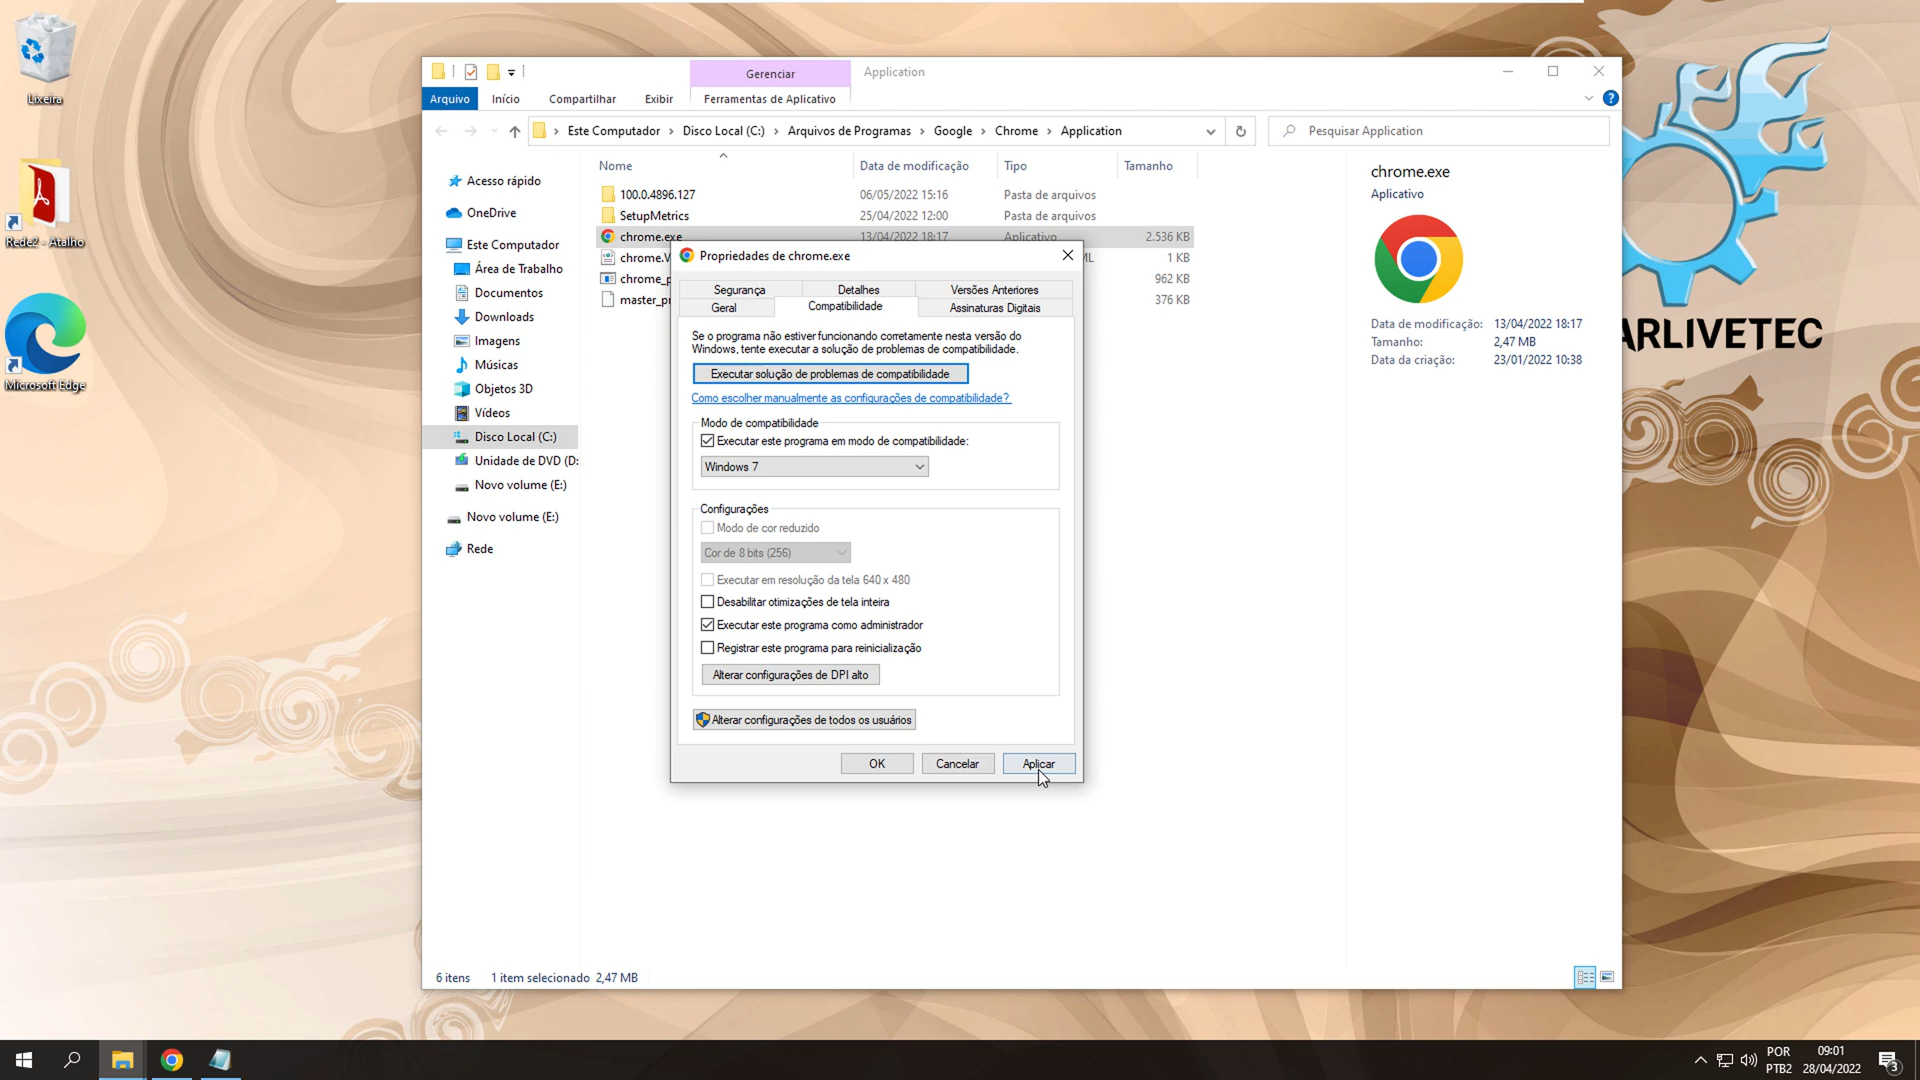 Lixeira
Rede2 - Atalho
Microsoft Edge
Gerenciar
Application
Arquivo
Início
Compartilhar
Exibir
Ferramentas de Aplicativo
Este Computador
Disco Local (C:)
Arquivos de Programas
Google
Chrome
Application
Pesquisar Application
Acesso rápido
OneDrive
Este Computador
Área de Trabalho
Documentos
Downloads
Imagens
Músicas
Objetos 3D
Vídeos
Disco Local (C:)
Unidade de DVD (D:
Novo volume (E:)
Novo volume (E:)
Rede
Nome Data de modificação Tipo Tamanho
100.0.4896.127 06/05/2022 15:16 Pasta de arquivos
SetupMetrics 25/04/2022 12:00 Pasta de arquivos
chrome.exe 13/04/2022 18:17 Aplicativo 2.536 KB
chrome.V ML 1 KB
chrome_p 962 KB
master_pr 376 KB
Propriedades de chrome.exe
Segurança Detalhes Versões Anteriores
Geral Compatibilidade Assinaturas Digitais
Se o programa não estiver funcionando corretamente nesta versão do
Windows, tente executar a solução de problemas de compatibilidade.
Executar solução de problemas de compatibilidade
Como escolher manualmente as configurações de compatibilidade?
Modo de compatibilidade
Executar este programa em modo de compatibilidade:
Windows 7
Configurações
Modo de cor reduzido
Cor de 8 bits (256)
Executar em resolução da tela 640 x 480
Desabilitar otimizações de tela inteira
Executar este programa como administrador
Registrar este programa para reinicialização
Alterar configurações de DPI alto
Alterar configurações de todos os usuários
OK Cancelar Aplicar
chrome.exe
Aplicativo
Data de modificação: 13/04/2022 18:17
Tamanho: 2,47 MB
Data da criação: 23/01/2022 10:38
ARLIVETEC
6 itens 1 item selecionado 2,47 MB
POR
PTB2
09:01
28/04/2022
3